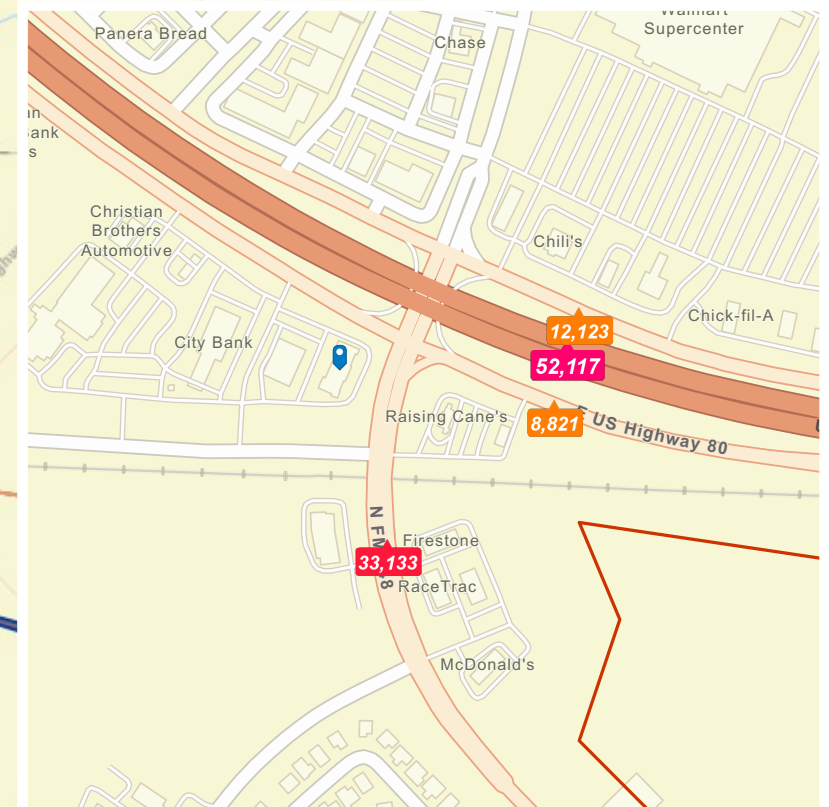 Panera Bread
Chase
Walmart
Supercenter
Christian
Brothers
Automotive
Chili's
12,123
Chick-fil-A
52,117
City Bank
Raising Cane's
8,821
E US Highway 80
N FM
Firestone
33,133
RaceTrac
McDonald's